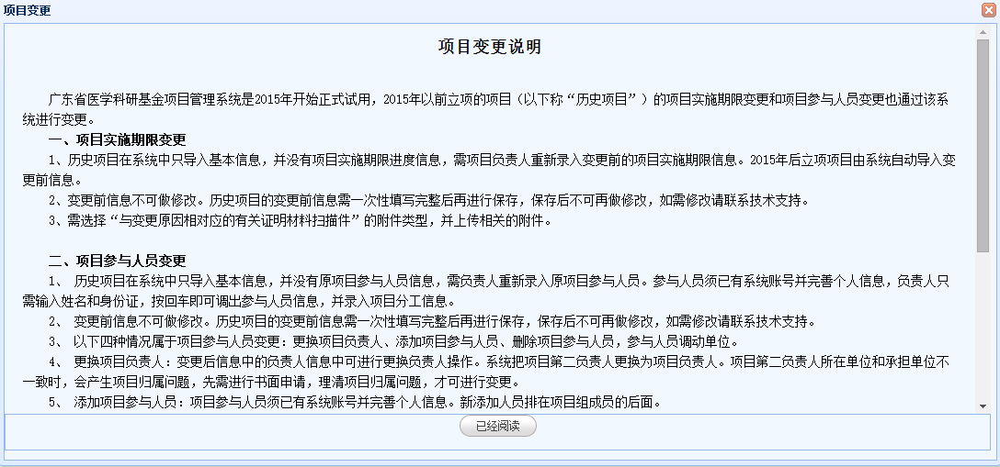 项目变更
项目变更说明
广东省医学科研基金项目管理系统是2015年开始正式试用，2015年以前立项的项目（以下称“历史项目”）的项目实施期限变更和项目参与人员变更也通过该系
统进行变更。
一、项目实施期限变更
1、历史项目在系统中只导入基本信息，并没有项目实施期限进度信息，需项目负责人重新录入变更前的项目实施期限信息。2015年后立项项目由系统自动导入变
更前信息。
2、变更前信息不可做修改。历史项目的变更前信息需一次性填写完整后再进行保存，保存后不可再做修改，如需修改请联系技术支持。
3、需选择“与变更原因相对应的有关证明材料扫描件”的附件类型，并上传相关的附件。
二、项目参与人员变更
1、 历史项目在系统中只导入基本信息，并没有原项目参与人员信息，需负责人重新录入原项目参与人员。参与人员须已有系统账号并完善个人信息，负责人只
需输入姓名和身份证，按回车即可调出参与人员信息，并录入项目分工信息。
2、 变更前信息不可做修改。历史项目的变更前信息需一次性填写完整后再进行保存，保存后不可再做修改，如需修改请联系技术支持。
3、 以下四种情况属于项目参与人员变更：更换项目负责人、添加项目参与人员、删除项目参与人员，参与人员调动单位。
4、 更换项目负责人：变更后信息中的负责人信息中可进行更换负责人操作。系统把项目第二负责人更换为项目负责人。项目第二负责人所在单位和承担单位不
一致时，会产生项目归属问题，先需进行书面申请，理清项目归属问题，才可进行变更。
5、 添加项目参与人员：项目参与人员须已有系统账号并完善个人信息。新添加人员排在项目组成员的后面。
已经阅读